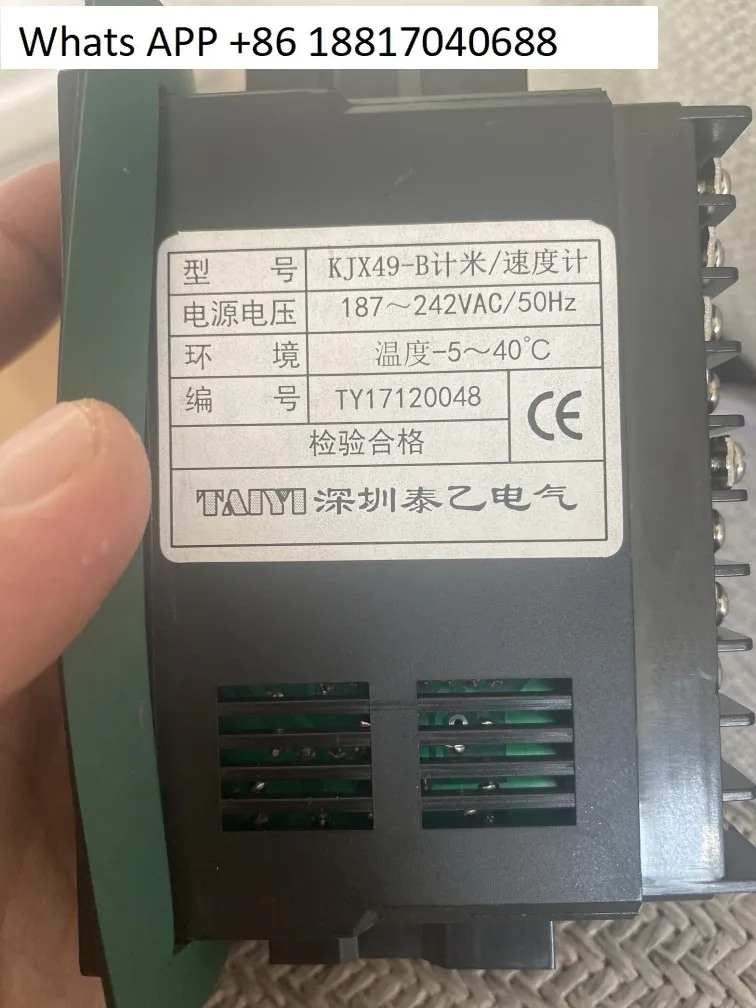 Whats APP +86 18817040688
型 号 KJX49-B计米/速度计
电源电压 187～242VAC/50Hz
环 境 温度-5～40℃
编 号 TY17120048
CE
检验合格
TAIYI 深圳泰乙电气